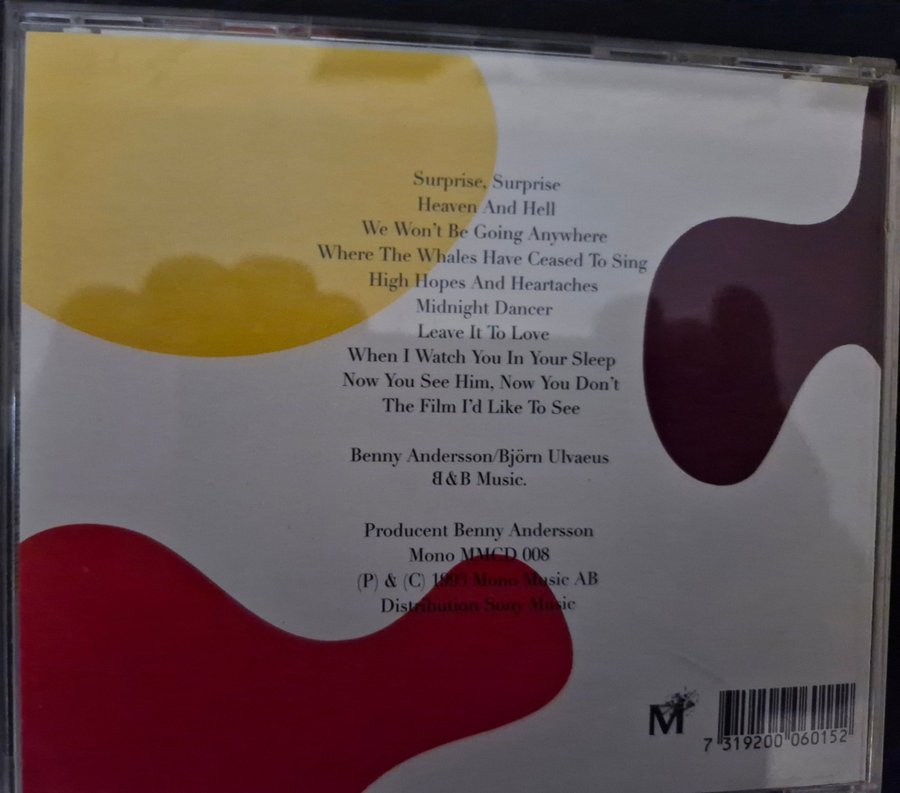 Surprise, Surprise
Heaven And Hell
We Won't Be Going Anywhere
Where The Whales Have Ceased To Sing
High Hopes And Heartaches
Midnight Dancer
Leave It To Love
When I Watch You In Your Sleep
Now You See Him, Now You Don't
The Film I'd Like To See
Benny Andersson/Björn Ulvaeus
B&B Music.
Producent Benny Andersson
Mono MMCD 008
(P) & (C) 1993 Mono Music AB
Distribution Sony Music
M
7 319200 060152